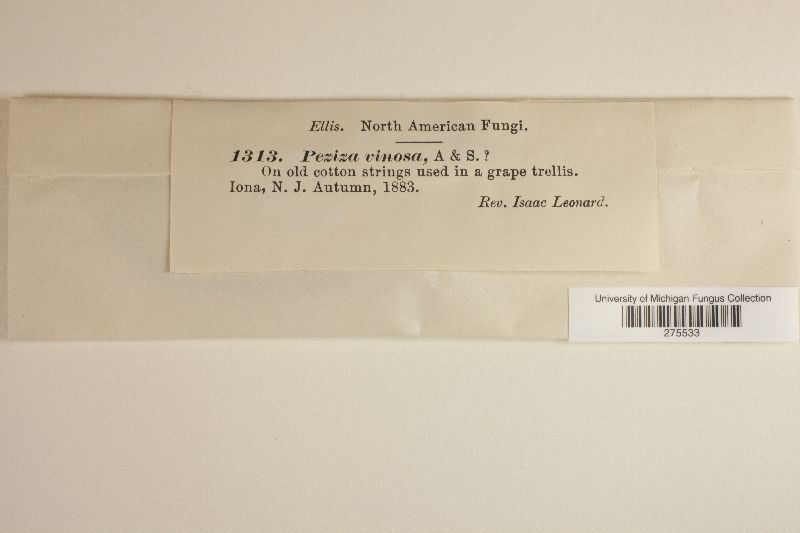 Ellis. North American Fungi.
1313. Peziza vinosa, A & S. ?
On old cotton strings used in a grape trellis.
Iona, N. J. Autumn, 1883.
Rev. Isaac Leonard.
University of Michigan Fungus Collection
275533